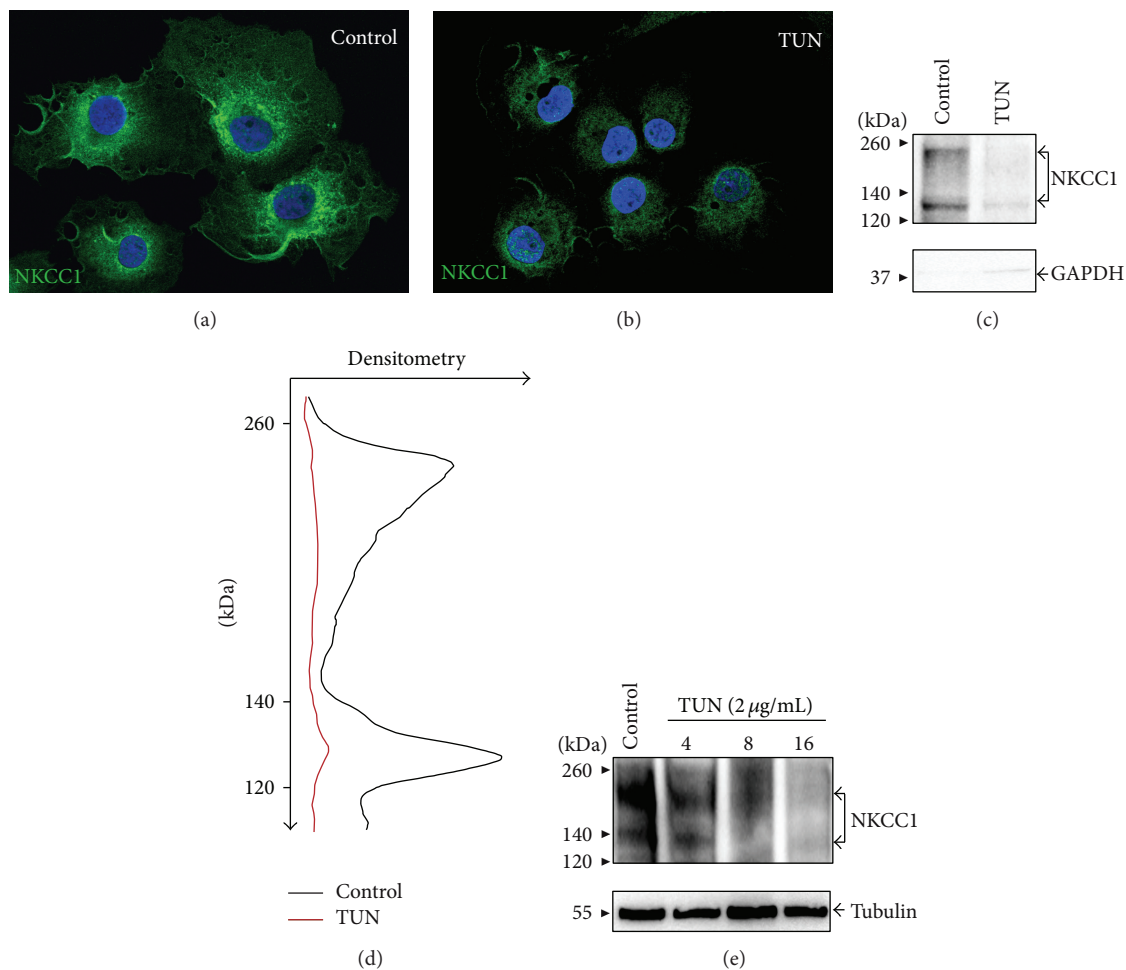 Control
NKCC1
(a)
TUN
NKCC1
(b)
Control
TUN
(kDa)
260
140
120
NKCC1
37
GAPDH
(c)
Densitometry
260
(kDa)
140
120
Control
TUN
(d)
Control
TUN (2 μg/mL)
(kDa)
4 8 16
260
140
120
NKCC1
55
Tubulin
(e)